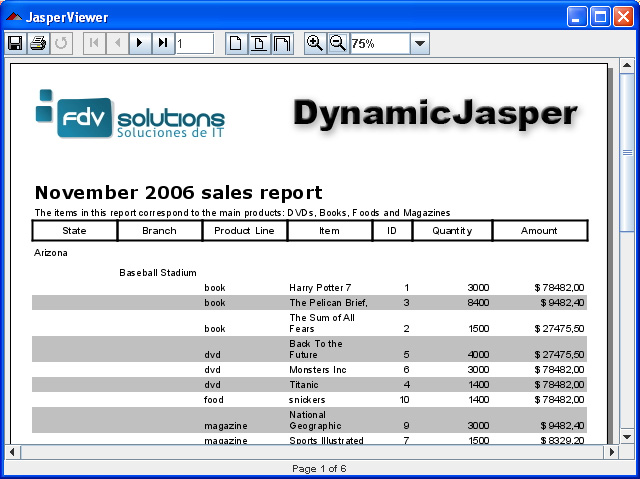 JasperViewer
1
75%
fdv solutions
Soluciones de IT
DynamicJasper
November 2006 sales report
The items in this report correspond to the main products: DVDs, Books, Foods and Magazines
State Branch Product Line Item ID Quantity Amount
Arizona
Baseball Stadium
book Harry Potter 7 1 3000 $ 78482,00
book The Pelican Brief, 3 8400 $ 9482,40
The Sum of All
book Fears 2 1500 $ 27475,50
Back To the
dvd Future 5 4000 $ 27475,50
dvd Monsters Inc 6 3000 $ 78482,00
dvd Titanic 4 1400 $ 78482,00
food snickers 10 1400 $ 78482,00
National
magazine Geographic 9 3000 $ 9482,40
magazine Sports Illustrated 7 1500 $ 8329,20
Page 1 of 6